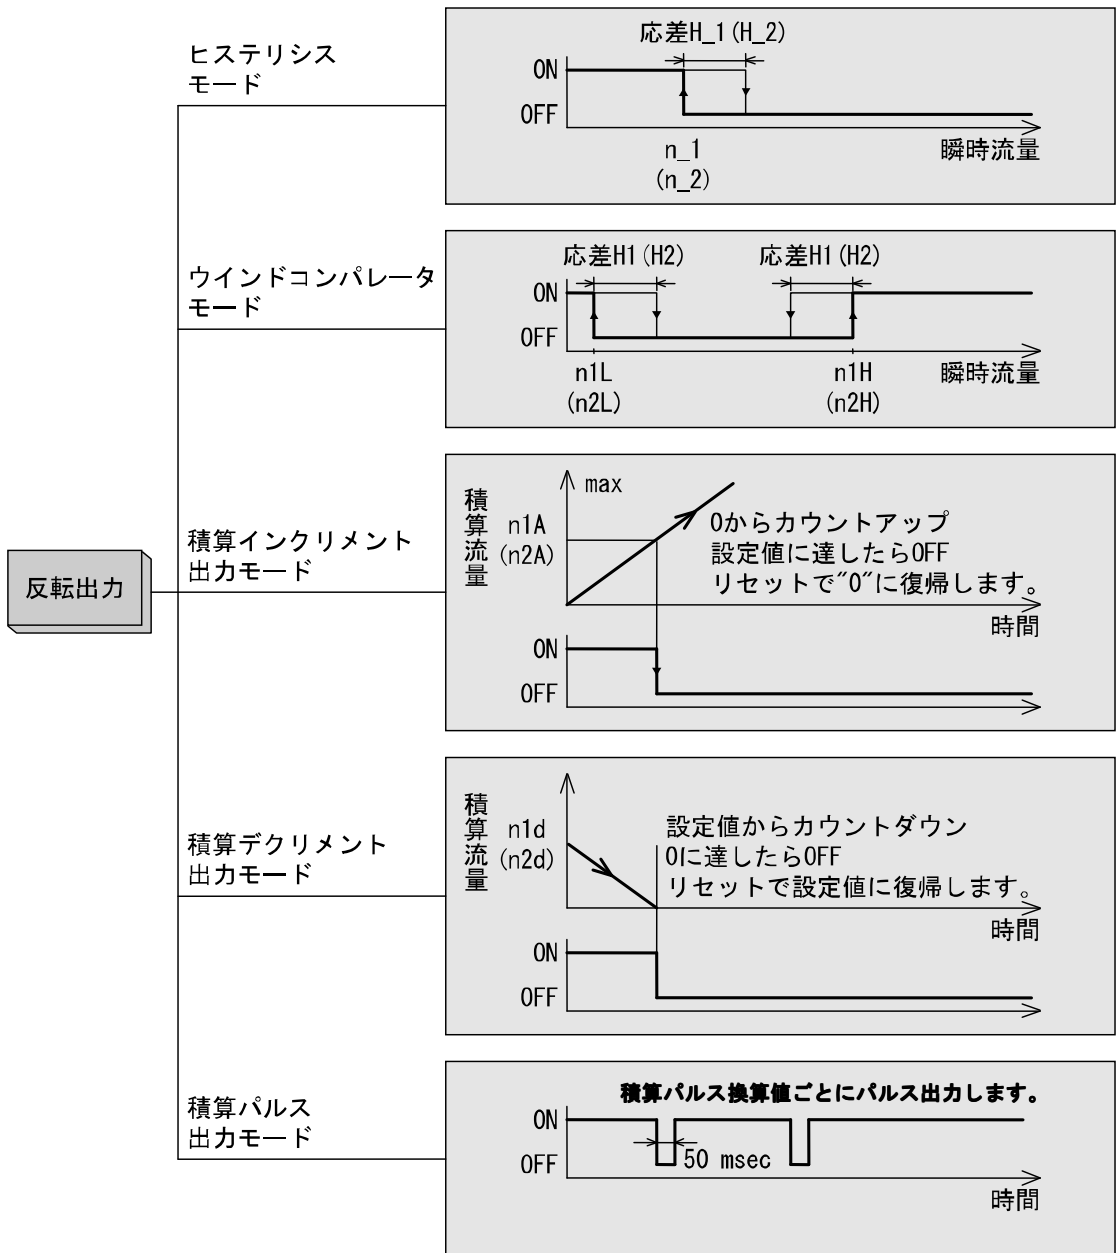 反転出力
ヒステリシス
モード
応差H_1(H_2)
ON
OFF
n_1
(n_2)
瞬時流量
ウインドコンパレータ
モード
応差H1(H2)
応差H1(H2)
ON
OFF
n1L
(n2L)
n1H
(n2H)
瞬時流量
積算インクリメント
出力モード
積算流量
max
n1A
(n2A)
0からカウントアップ
設定値に達したらOFF
リセットで"0"に復帰します。
時間
ON
OFF
積算デクリメント
出力モード
積算流量
n1d
(n2d)
設定値からカウントダウン
0に達したらOFF
リセットで設定値に復帰します。
時間
ON
OFF
積算パルス
出力モード
積算パルス換算値ごとにパルス出力します。
ON
OFF
50 msec
時間